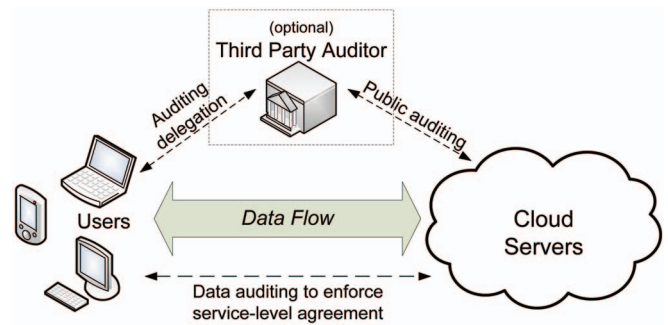 (optional)
Third Party Auditor
Auditing
delegation
Public auditing
Users
Data Flow
Cloud
Servers
Data auditing to enforce
service-level agreement